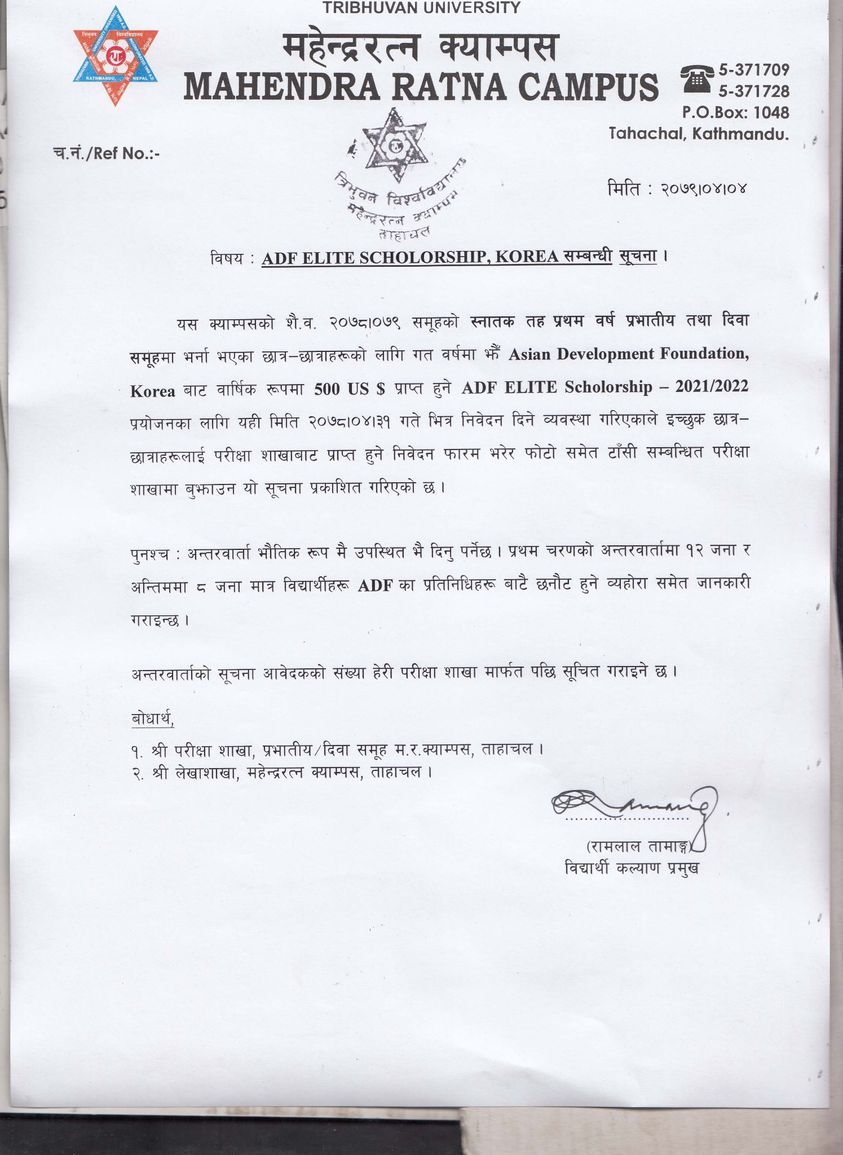 TRIBHUVAN UNIVERSITY
महेन्द्ररत्न क्याम्पस
MAHENDRA RATNA CAMPUS
5-371709
5-371728
P.O.Box: 1048
Tahachal, Kathmandu.
च.नं./Ref No.:-
त्रिभुवन विश्वविद्यालय
महेन्द्ररत्न क्याम्पस
ताहाचल
मिति : २०७९।०४।०४
विषय : ADF ELITE SCHOLORSHIP, KOREA सम्बन्धी सूचना ।
यस क्याम्पसको शै.व. २०७८।०७९ समूहको स्नातक तह प्रथम वर्ष प्रभातीय तथा दिवा
समूहमा भर्ना भएका छात्र–छात्राहरूको लागि गत वर्षमा झैं Asian Development Foundation,
Korea बाट वार्षिक रूपमा 500 US $ प्राप्त हुने ADF ELITE Scholorship – 2021/2022
प्रयोजनका लागि यही मिति २०७८।०४।३१ गते भित्र निवेदन दिने व्यवस्था गरिएकाले इच्छुक छात्र–
छात्राहरूलाई परीक्षा शाखाबाट प्राप्त हुने निवेदन फारम भरेर फोटो समेत टाँसी सम्बन्धित परीक्षा
शाखामा बुझाउन यो सूचना प्रकाशित गरिएको छ ।
पुनश्च : अन्तरवार्ता भौतिक रूप मै उपस्थित भै दिनु पर्नेछ । प्रथम चरणको अन्तरवार्तामा १२ जना र
अन्तिममा ८ जना मात्र विद्यार्थीहरू ADF का प्रतिनिधिहरू बाटै छनौट हुने व्यहोरा समेत जानकारी
गराइन्छ ।
अन्तरवार्ताको सूचना आवेदकको संख्या हेरी परीक्षा शाखा मार्फत पछि सूचित गराइने छ ।
बोधार्थ,
१. श्री परीक्षा शाखा, प्रभातीय/दिवा समूह म.र.क्याम्पस, ताहाचल ।
२. श्री लेखाशाखा, महेन्द्ररत्न क्याम्पस, ताहाचल ।
(रामलाल तामाङ्ग)
विद्यार्थी कल्याण प्रमुख